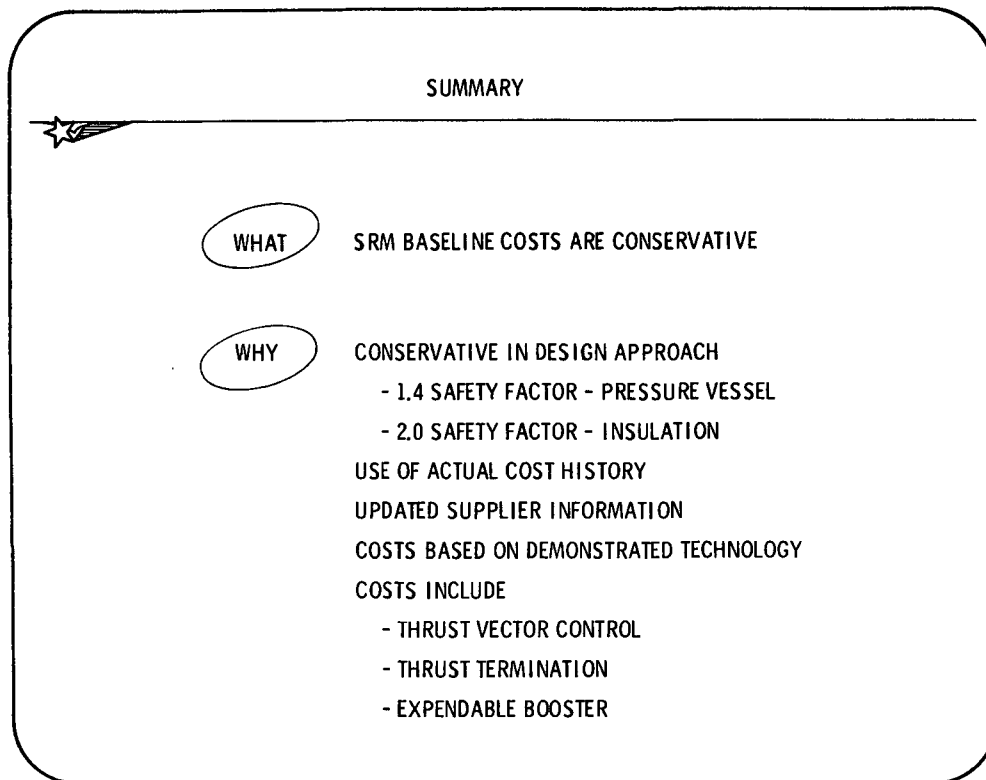 SUMMARY
WHAT SRM BASELINE COSTS ARE CONSERVATIVE
WHY CONSERVATIVE IN DESIGN APPROACH
- 1.4 SAFETY FACTOR - PRESSURE VESSEL
- 2.0 SAFETY FACTOR - INSULATION
USE OF ACTUAL COST HISTORY
UPDATED SUPPLIER INFORMATION
COSTS BASED ON DEMONSTRATED TECHNOLOGY
COSTS INCLUDE
- THRUST VECTOR CONTROL
- THRUST TERMINATION
- EXPENDABLE BOOSTER